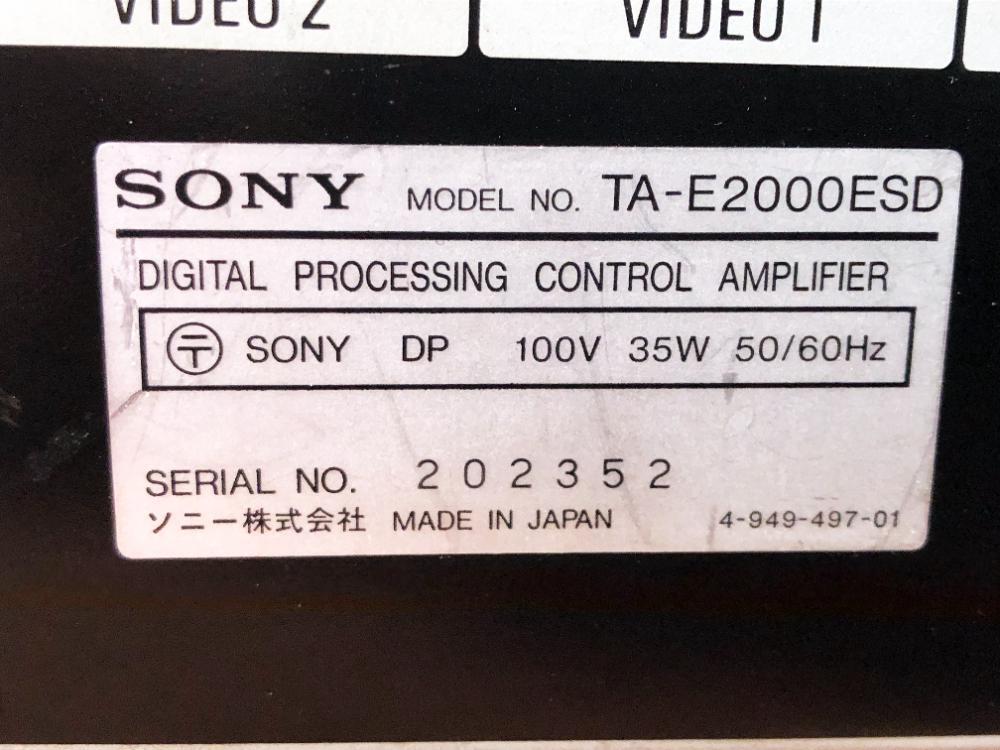 VIDEO 2 VIDEO 1
SONY MODEL NO. TA-E2000ESD
DIGITAL PROCESSING CONTROL AMPLIFIER
〒 SONY DP 100V 35W 50/60Hz
SERIAL NO. 202352
ソニー株式会社 MADE IN JAPAN 4-949-497-01